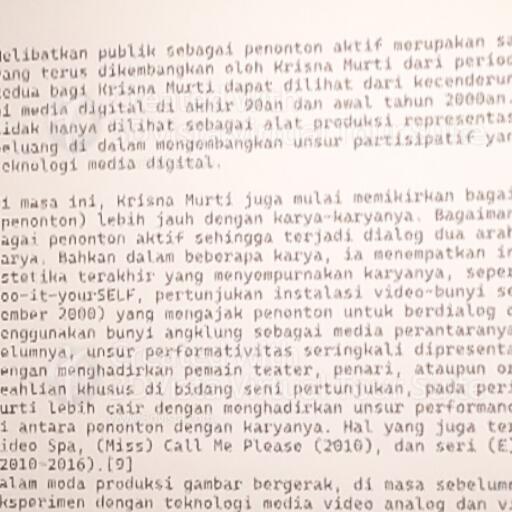 elibatkan publik sebagai penonton aktif merupakan sa
ang terus dikembangkan oleh Krisna Murti dari period
edua bagi Krisna Murti dapat dilihat dari kecenderun
i media digital di akhir 90an dan awal tahun 2000an.
idak hanya dilihat sebagai alat produksi representas
eluang di dalam mengembangkan unsur partisipatif yan
eknologi media digital.
i masa ini, Krisna Murti juga mulai memikirkan bagai
penonton) lebih jauh dengan karya-karyanya. Bagaiman
agai penonton aktif sehingga terjadi dialog dua arah
arya. Bahkan dalam beberapa karya, ia menempatkan in
stetika terakhir yang menyempurnakan karyanya, seper
oo-it-yourSELF, pertunjukan instalasi video-bunyi se
ember 2000) yang mengajak penonton untuk berdialog d
enggunakan bunyi angklung sebagai media perantaranya
elumnya, unsur performativitas seringkali dipresenta
engan menghadirkan pemain teater, penari, ataupun or
eahlian khusus di bidang seni pertunjukan, pada peri
urti lebih cair dengan menghadirkan unsur performanc
i antara penonton dengan karyanya. Hal yang juga ter
ideo Spa, (Miss) Call Me Please (2010), dan seri (E)
2010-2016).[9]
alam moda produksi gambar bergerak, di masa sebelumn
ksperimen dengan teknologi media video analog dan vi